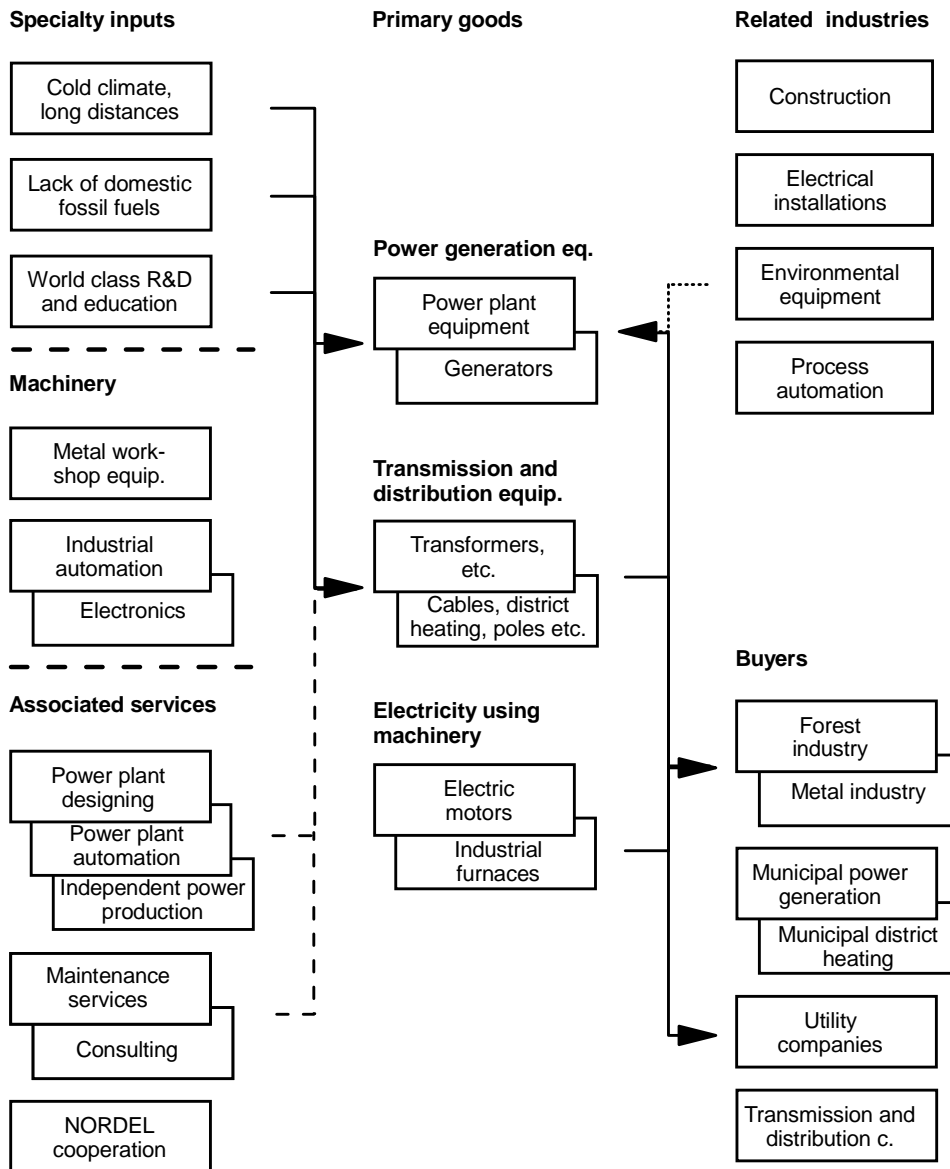 Specialty inputs
Cold climate,
long distances
Lack of domestic
fossil fuels
World class R&D
and education
Machinery
Metal work-
shop equip.
Industrial
automation
Electronics
Associated services
Power plant
designing
Power plant
automation
Independent power
production
Maintenance
services
Consulting
NORDEL
cooperation
Primary goods
Power generation eq.
Power plant
equipment
Generators
Transmission and
distribution equip.
Transformers,
etc.
Cables, district
heating, poles etc.
Electricity using
machinery
Electric
motors
Industrial
furnaces
Related industries
Construction
Electrical
installations
Environmental
equipment
Process
automation
Buyers
Forest
industry
Metal industry
Municipal power
generation
Municipal district
heating
Utility
companies
Transmission and
distribution c.